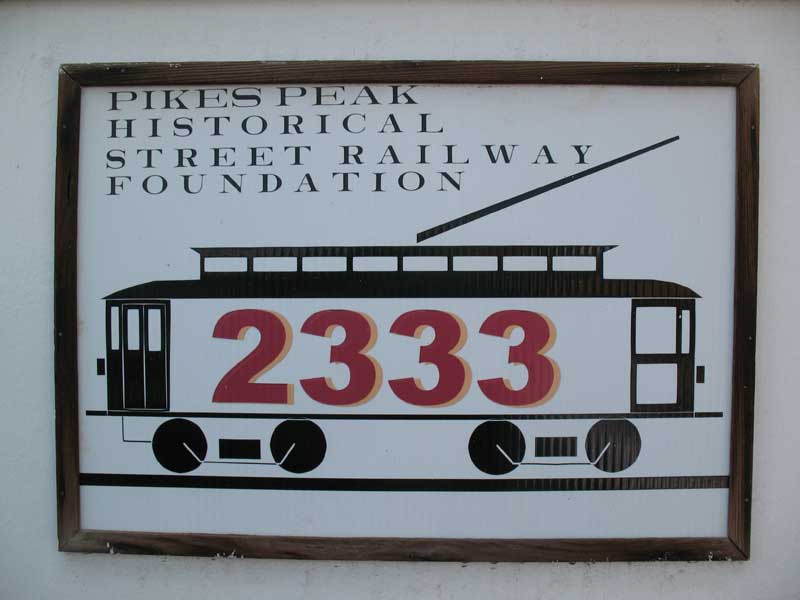 PIKES PEAK
HISTORICAL
STREET RAILWAY
FOUNDATION
2333